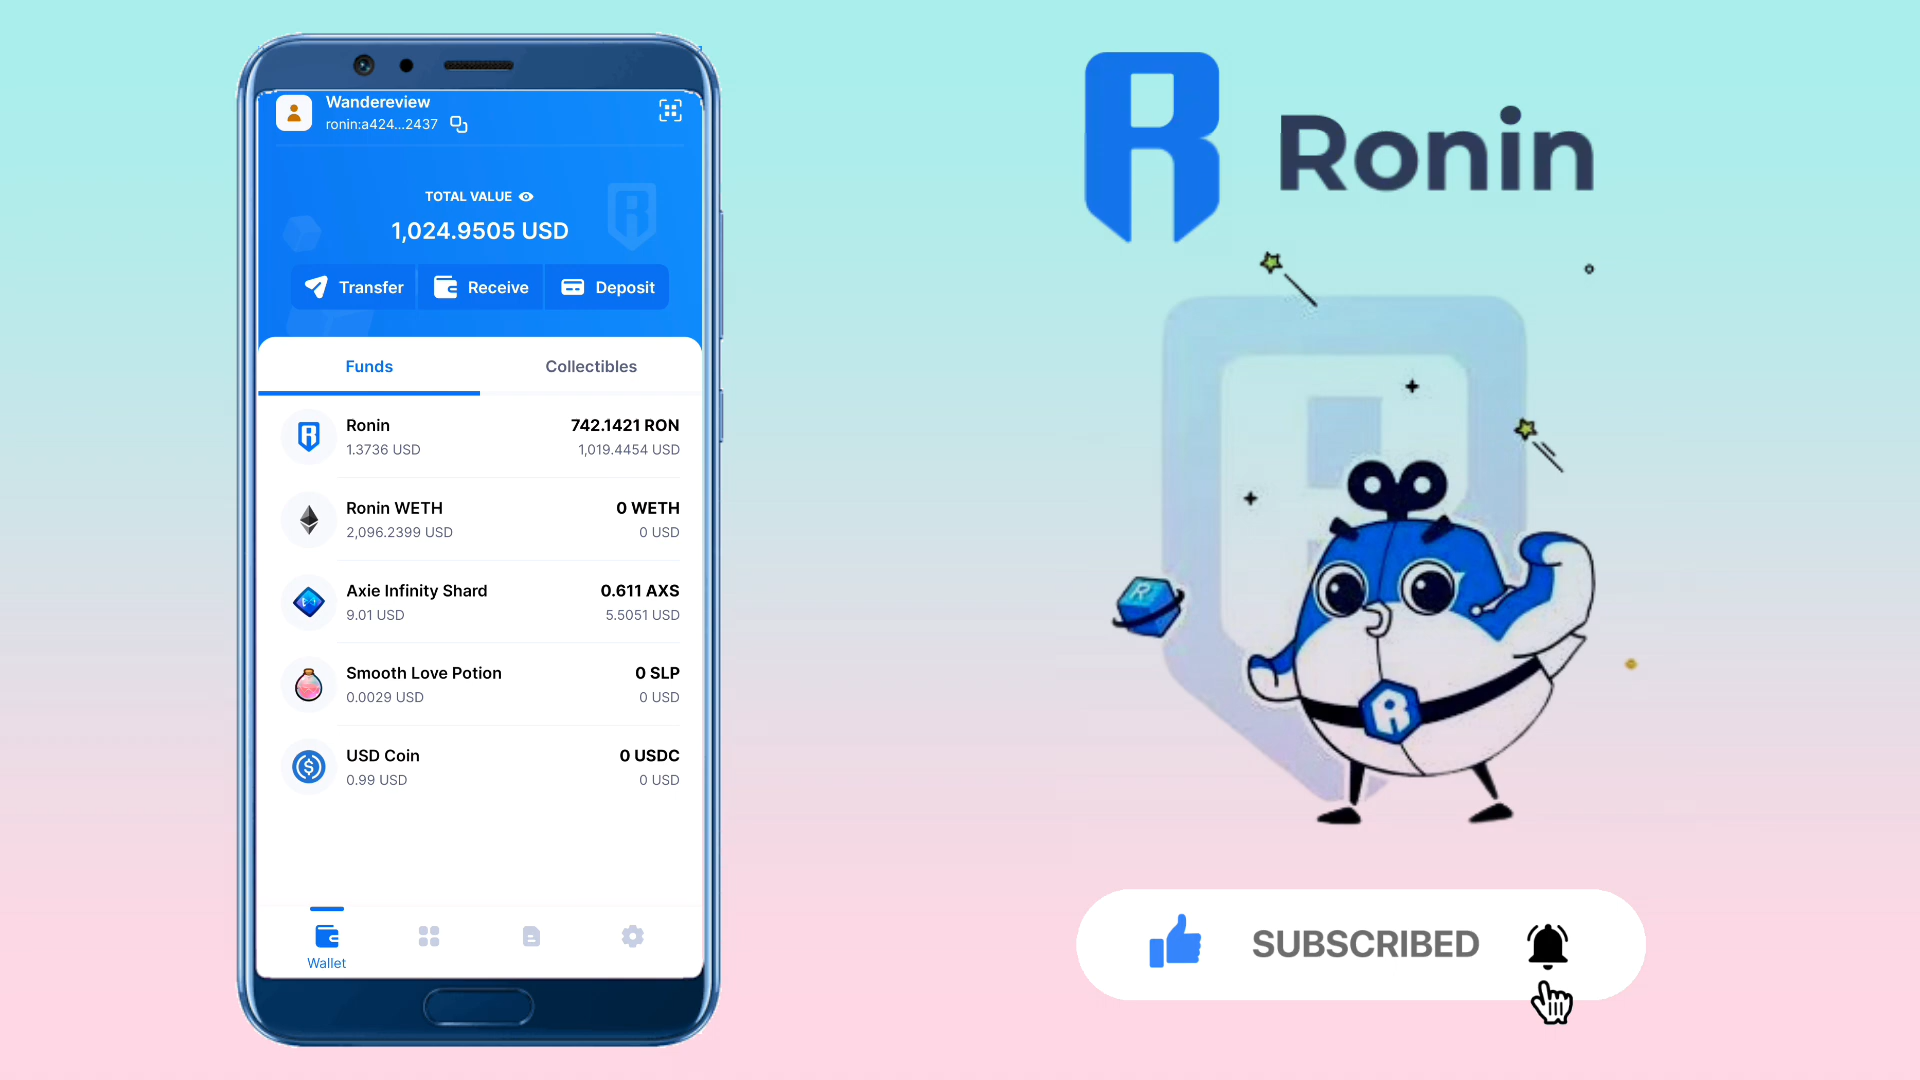 Wandereview
ronin:a424...2437
TOTAL VALUE
1,024.9505 USD
Transfer
Receive
Deposit
Funds
Collectibles
Ronin
742.1421 RON
1.3736 USD
1,019.4454 USD
Ronin WETH
0 WETH
2,096.2399 USD
0 USD
Axie Infinity Shard
0.611 AXS
9.01 USD
5.5051 USD
Smooth Love Potion
0 SLP
0.0029 USD
0 USD
USD Coin
0 USDC
0.99 USD
0 USD
Wallet
Ronin
R
R
SUBSCRIBED